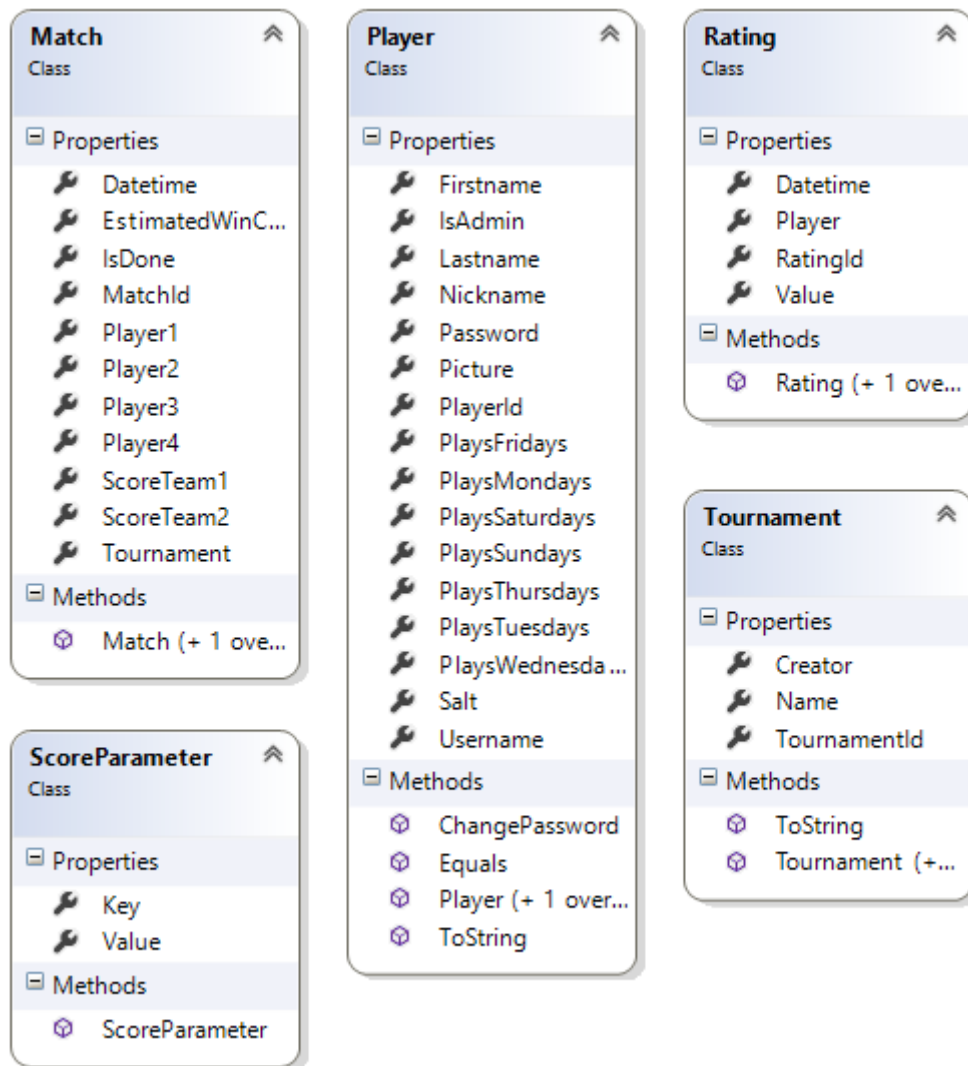 Match
Class
Properties
Datetime
EstimatedWinC...
IsDone
MatchId
Player1
Player2
Player3
Player4
ScoreTeam1
ScoreTeam2
Tournament
Methods
Match (+ 1 ove...
ScoreParameter
Class
Properties
Key
Value
Methods
ScoreParameter
Player
Class
Properties
Firstname
IsAdmin
Lastname
Nickname
Password
Picture
PlayerId
PlaysFridays
PlaysMondays
PlaysSaturdays
PlaysSundays
PlaysThursdays
PlaysTuesdays
PlaysWednesda...
Salt
Username
Methods
ChangePassword
Equals
Player (+ 1 over...
ToString
Rating
Class
Properties
Datetime
Player
RatingId
Value
Methods
Rating (+ 1 ove...
Tournament
Class
Properties
Creator
Name
TournamentId
Methods
ToString
Tournament (+...